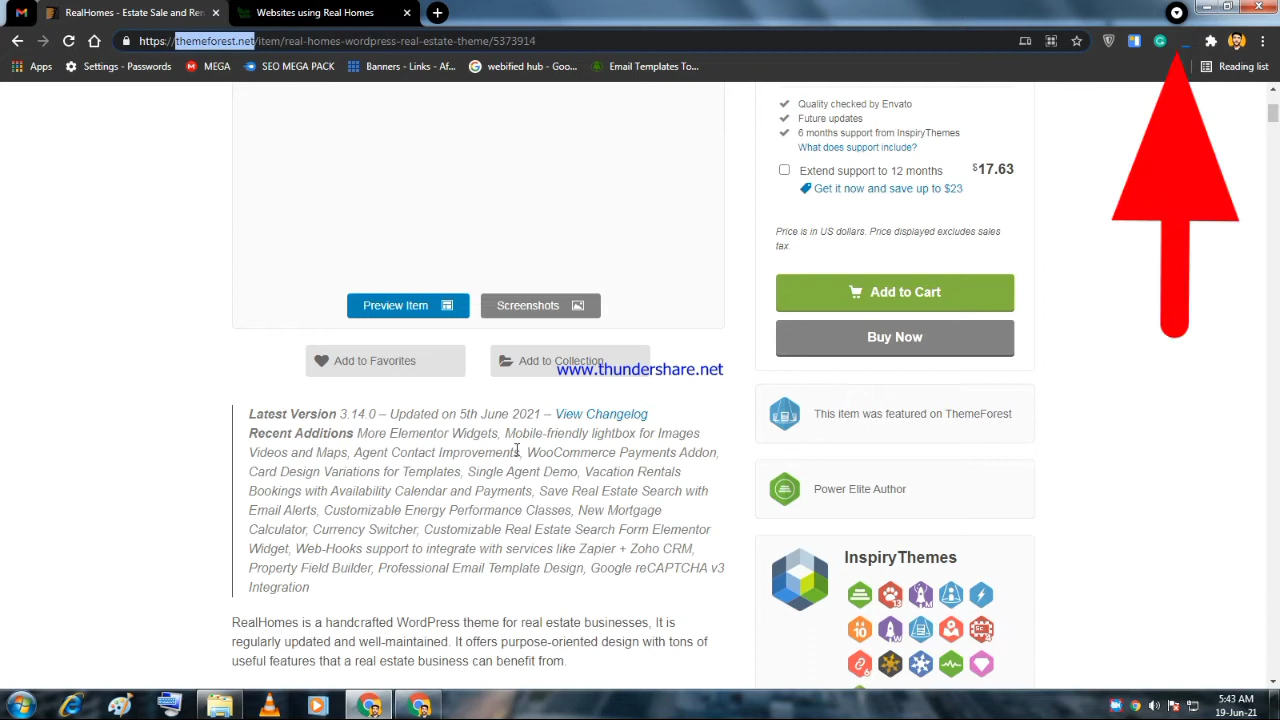 RealHomes - Estate Sale and Ren
Websites using Real Homes
https://themeforest.net/item/real-homes-wordpress-real-estate-theme/5373914
Apps
Settings - Passwords
MEGA
SEO MEGA PACK
Banners - Links - Af...
webified hub - Goo...
Email Templates To...
Reading list
Quality checked by Envato
Future updates
6 months support from InspiryThemes
What does support include?
Extend support to 12 months $17.63
Get it now and save up to $23
Price is in US dollars. Price displayed excludes sales
tax.
Preview Item
Screenshots
Add to Cart
Buy Now
Add to Favorites
Add to Collection
www.thundershare.net
Latest Version 3.14.0 – Updated on 5th June 2021 – View Changelog
Recent Additions More Elementor Widgets, Mobile-friendly lightbox for Images
Videos and Maps, Agent Contact Improvements, WooCommerce Payments Addon,
Card Design Variations for Templates, Single Agent Demo, Vacation Rentals
Bookings with Availability Calendar and Payments, Save Real Estate Search with
Email Alerts, Customizable Energy Performance Classes, New Mortgage
Calculator, Currency Switcher, Customizable Real Estate Search Form Elementor
Widget, Web-Hooks support to integrate with services like Zapier + Zoho CRM,
Property Field Builder, Professional Email Template Design, Google reCAPTCHA v3
Integration
RealHomes is a handcrafted WordPress theme for real estate businesses, It is
regularly updated and well-maintained. It offers purpose-oriented design with tons of
useful features that a real estate business can benefit from.
This item was featured on ThemeForest
Power Elite Author
InspiryThemes
5:43 AM
19-Jun-21